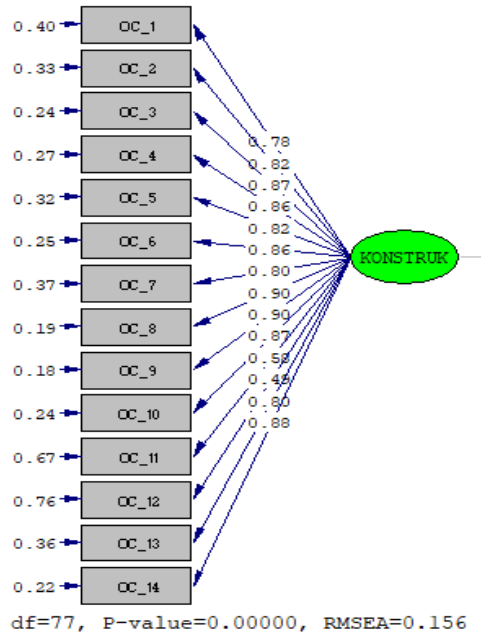 0.40 OC_1
0.33 OC_2
0.24 OC_3
0.27 OC_4
0.32 OC_5
0.25 OC_6
0.37 OC_7
0.19 OC_8
0.18 OC_9
0.24 OC_10
0.67 OC_11
0.76 OC_12
0.36 OC_13
0.22 OC_14
0.78
0.82
0.87
0.86
0.82
0.86
0.80
0.90
0.90
0.87
0.58
0.49
0.80
0.88
KONSTRUK
df=77, P-value=0.00000, RMSEA=0.156